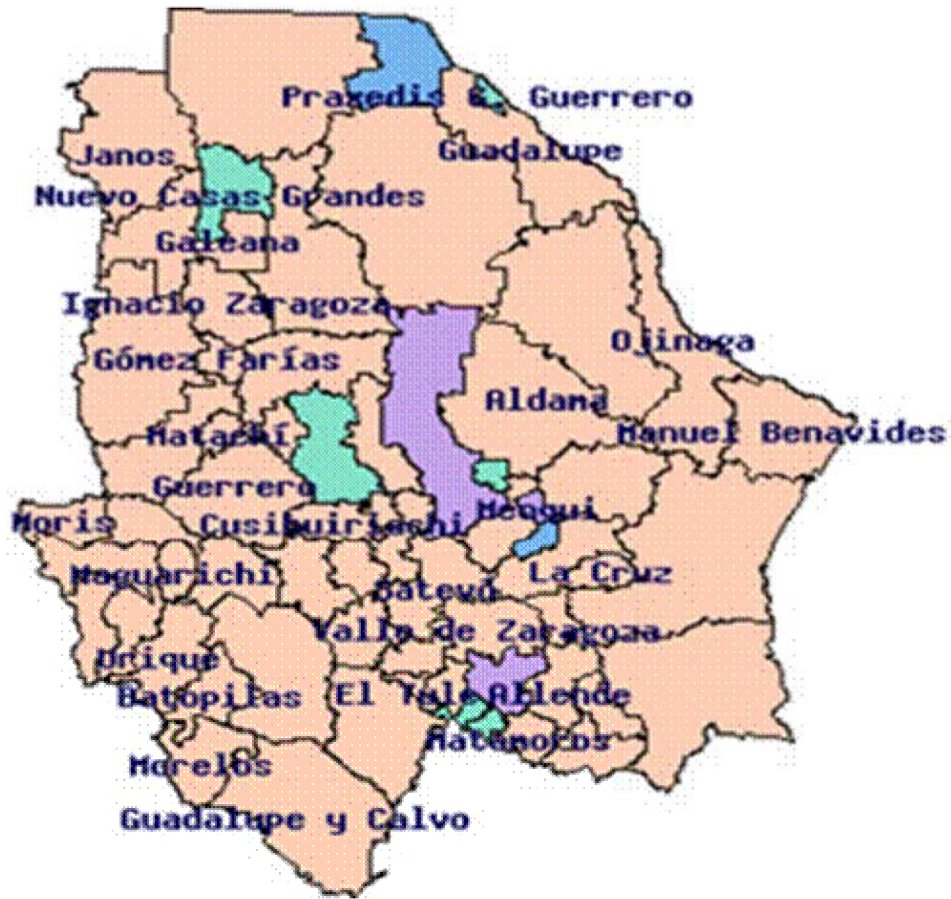 Praxedis G. Guerrero
Guadalupe
Janos
Nuevo Casas Grandes
Galeana
Ignacio Zaragoza
Ojinaga
Gómez Farías
Aldama
Matachí
Manuel Benavides
Guerrero
Meoqui
Moris
Cusihuiriachi
Maguarichi
La Cruz
Satevó
Valle de Zaragoza
Urique
Batopilas
El Tule
Allende
Matamoros
Morelos
Guadalupe y Calvo